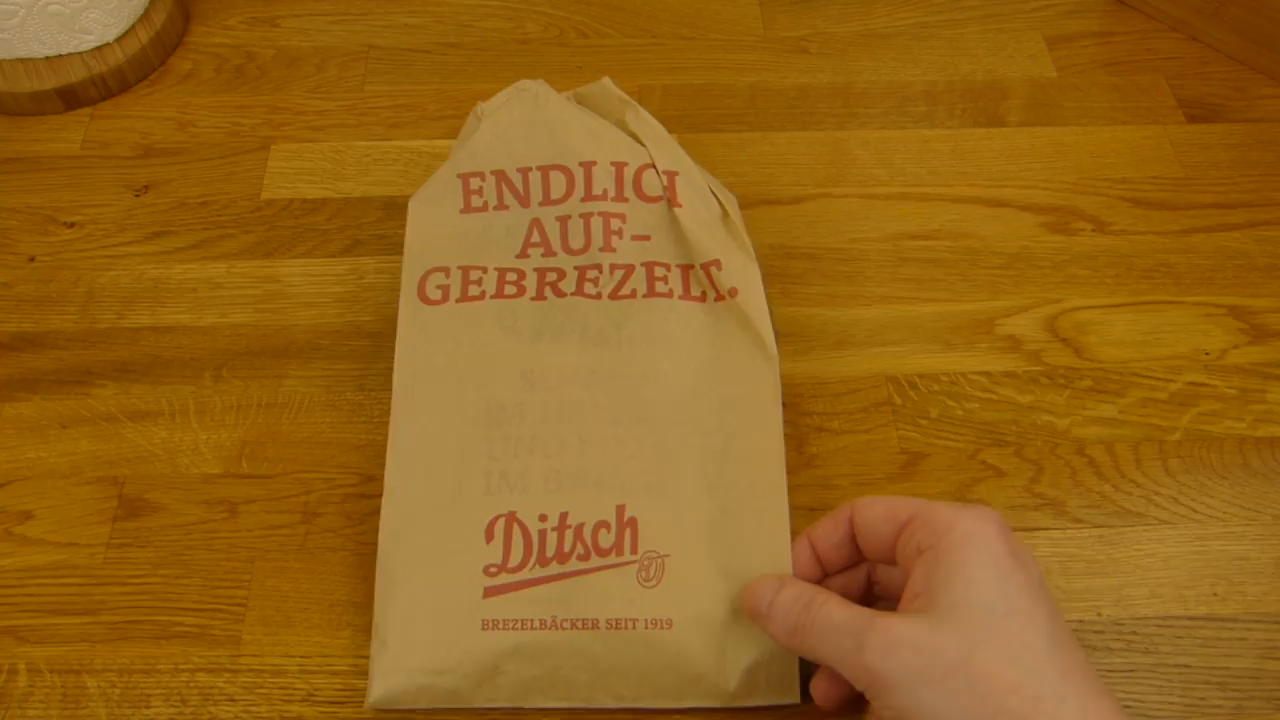 ENDLICH
AUF-
GEBREZELT.
Ditsch
BREZELBÄCKER SEIT 1919